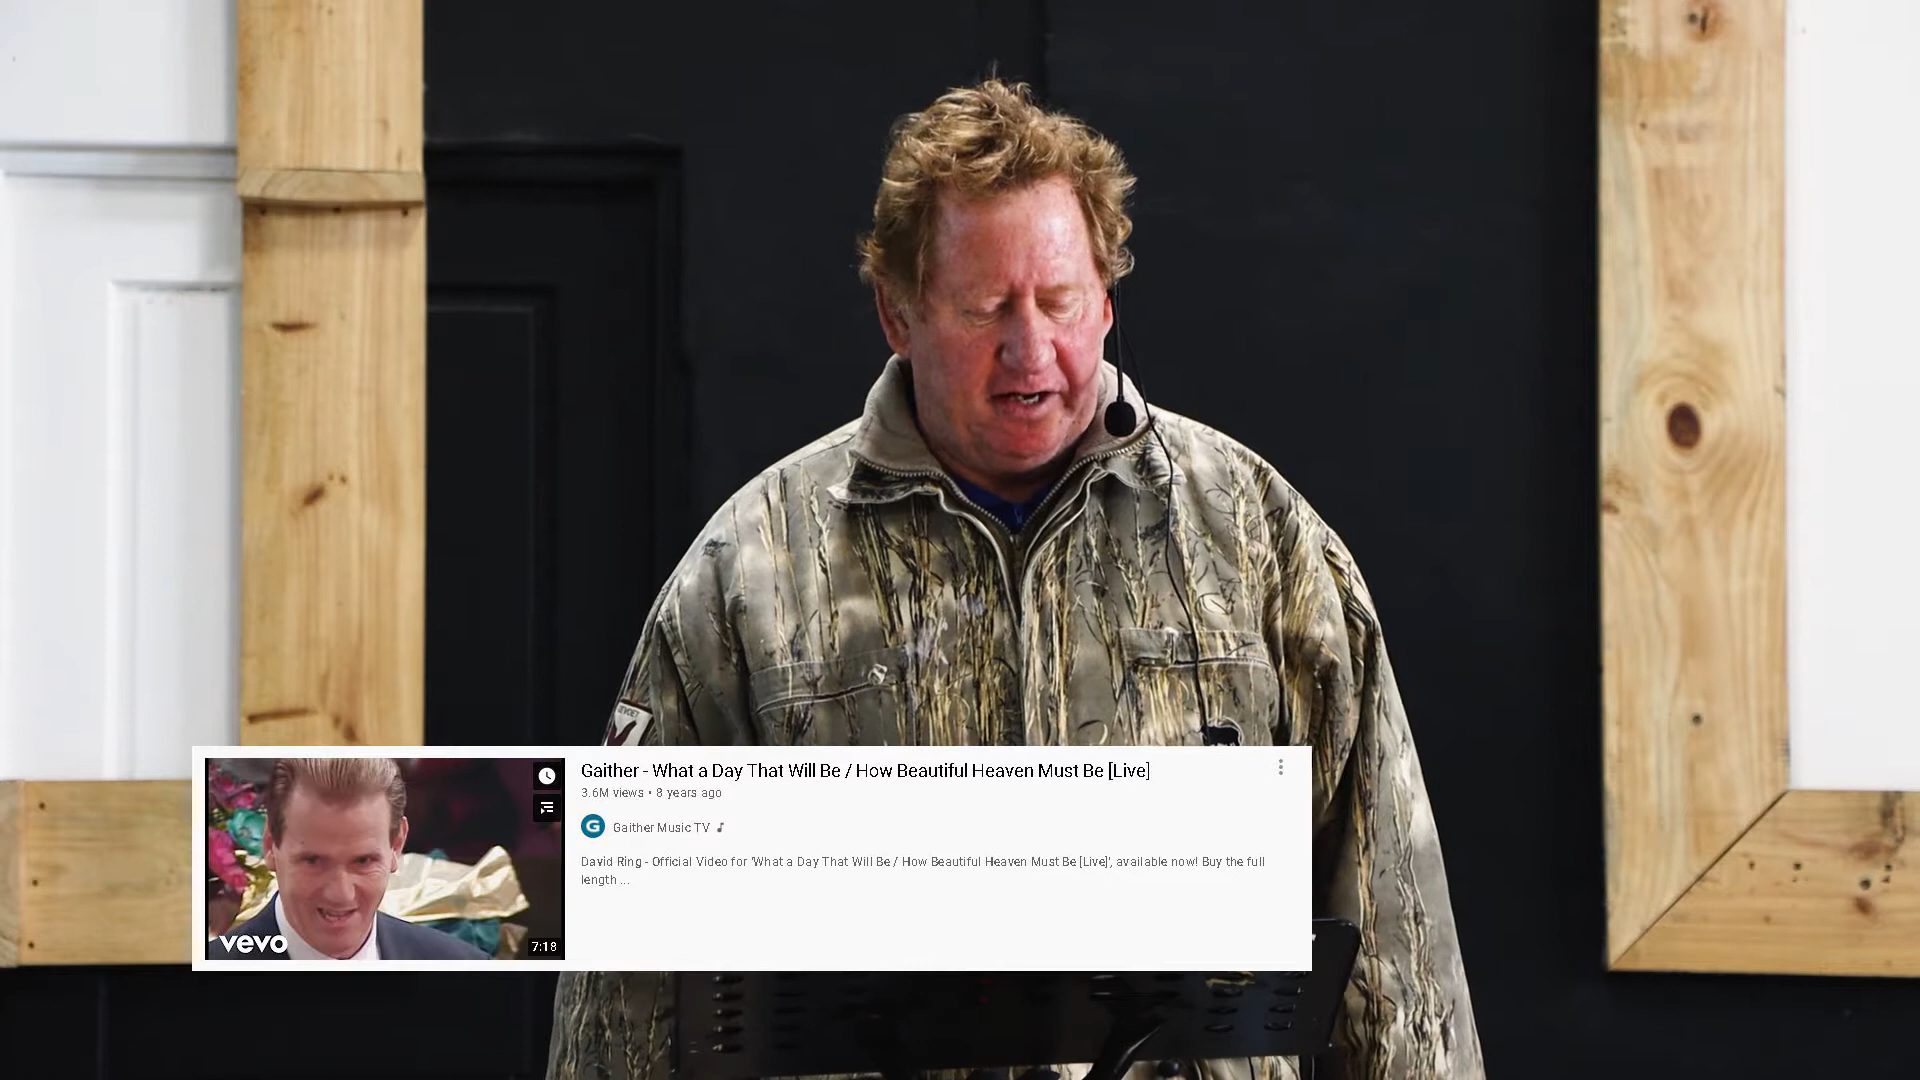 Gaither - What a Day That Will Be / How Beautiful Heaven Must Be [Live]
3.6M views • 8 years ago
G
Gaither Music TV
David Ring - Official Video for 'What a Day That Will Be / How Beautiful Heaven Must Be [Live]', available now! Buy the full
length ...
vevo
7:18